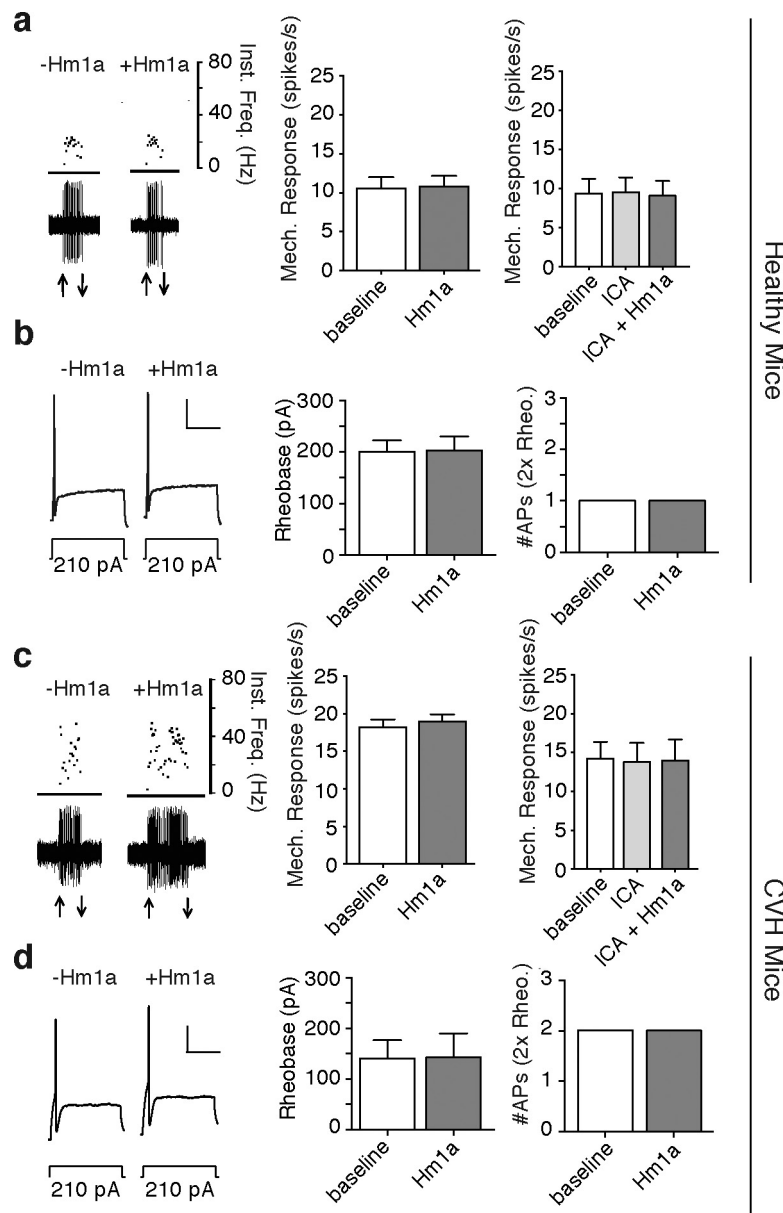 a
-Hm1a
+Hm1a
80
40
0
Inst. Freq. (Hz)
Mech. Response (spikes/s)
25
20
15
10
5
0
baseline
Hm1a
Mech. Response (spikes/s)
25
20
15
10
5
0
baseline
ICA
ICA + Hm1a
Healthy Mice
b
-Hm1a
+Hm1a
210 pA
210 pA
Rheobase (pA)
300
200
100
0
baseline
Hm1a
#APs (2x Rheo.)
3
2
1
0
baseline
Hm1a
c
-Hm1a
+Hm1a
80
40
0
Inst. Freq. (Hz)
Mech. Response (spikes/s)
25
20
15
10
5
0
baseline
Hm1a
Mech. Response (spikes/s)
25
20
15
10
5
0
baseline
ICA
ICA + Hm1a
CVH Mice
d
-Hm1a
+Hm1a
210 pA
210 pA
Rheobase (pA)
300
200
100
0
baseline
Hm1a
#APs (2x Rheo.)
3
2
1
0
baseline
Hm1a